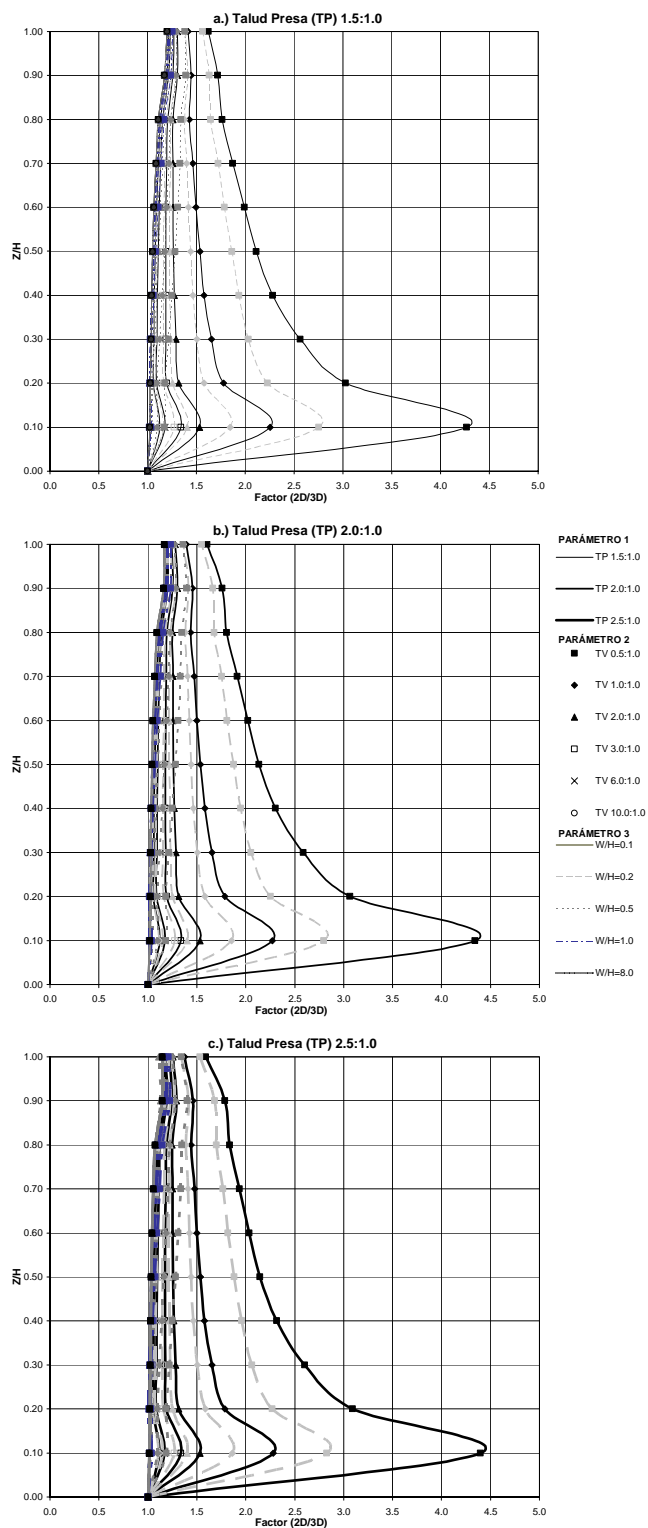 a.) Talud Presa (TP) 1.5:1.0
1.00
0.90
0.80
0.70
0.60
0.50
0.40
0.30
0.20
0.10
0.00
Z/H
0.0 0.5 1.0 1.5 2.0 2.5 3.0 3.5 4.0 4.5 5.0
Factor (2D/3D)
b.) Talud Presa (TP) 2.0:1.0
1.00
0.90
0.80
0.70
0.60
0.50
0.40
0.30
0.20
0.10
0.00
Z/H
0.0 0.5 1.0 1.5 2.0 2.5 3.0 3.5 4.0 4.5 5.0
Factor (2D/3D)
PARÁMETRO 1
TP 1.5:1.0
TP 2.0:1.0
TP 2.5:1.0
PARÁMETRO 2
TV 0.5:1.0
TV 1.0:1.0
TV 2.0:1.0
TV 3.0:1.0
TV 6.0:1.0
TV 10.0:1.0
PARÁMETRO 3
W/H=0.1
W/H=0.2
W/H=0.5
W/H=1.0
W/H=8.0
c.) Talud Presa (TP) 2.5:1.0
1.00
0.90
0.80
0.70
0.60
0.50
0.40
0.30
0.20
0.10
0.00
Z/H
0.0 0.5 1.0 1.5 2.0 2.5 3.0 3.5 4.0 4.5 5.0
Factor (2D/3D)